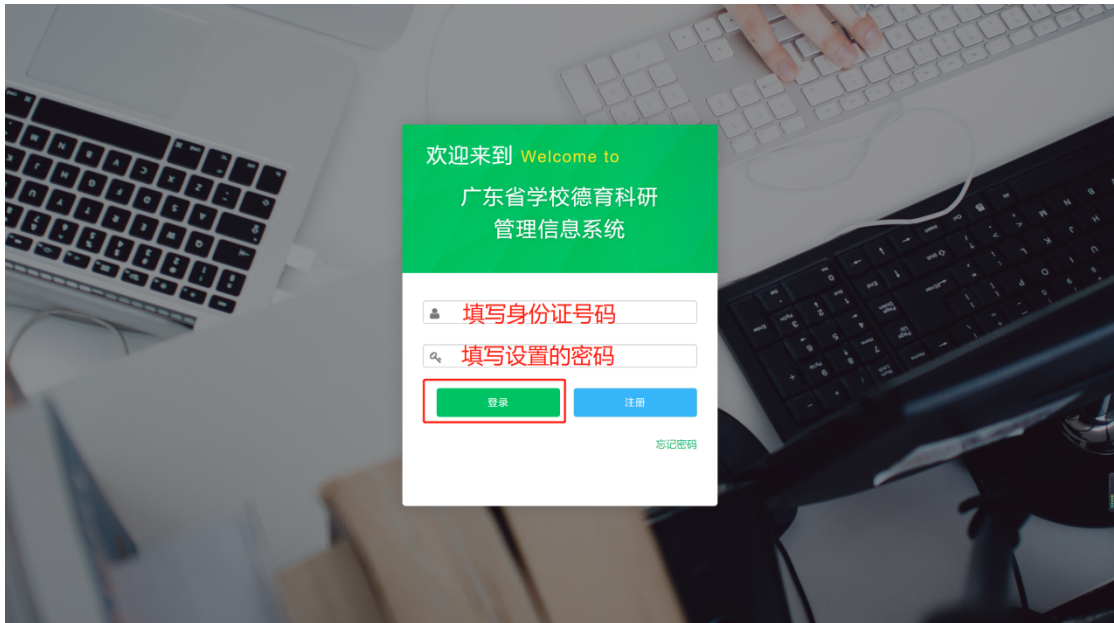 欢迎来到 Welcome to
广东省学校德育科研
管理信息系统
填写身份证号码
填写设置的密码
登录 注册
忘记密码